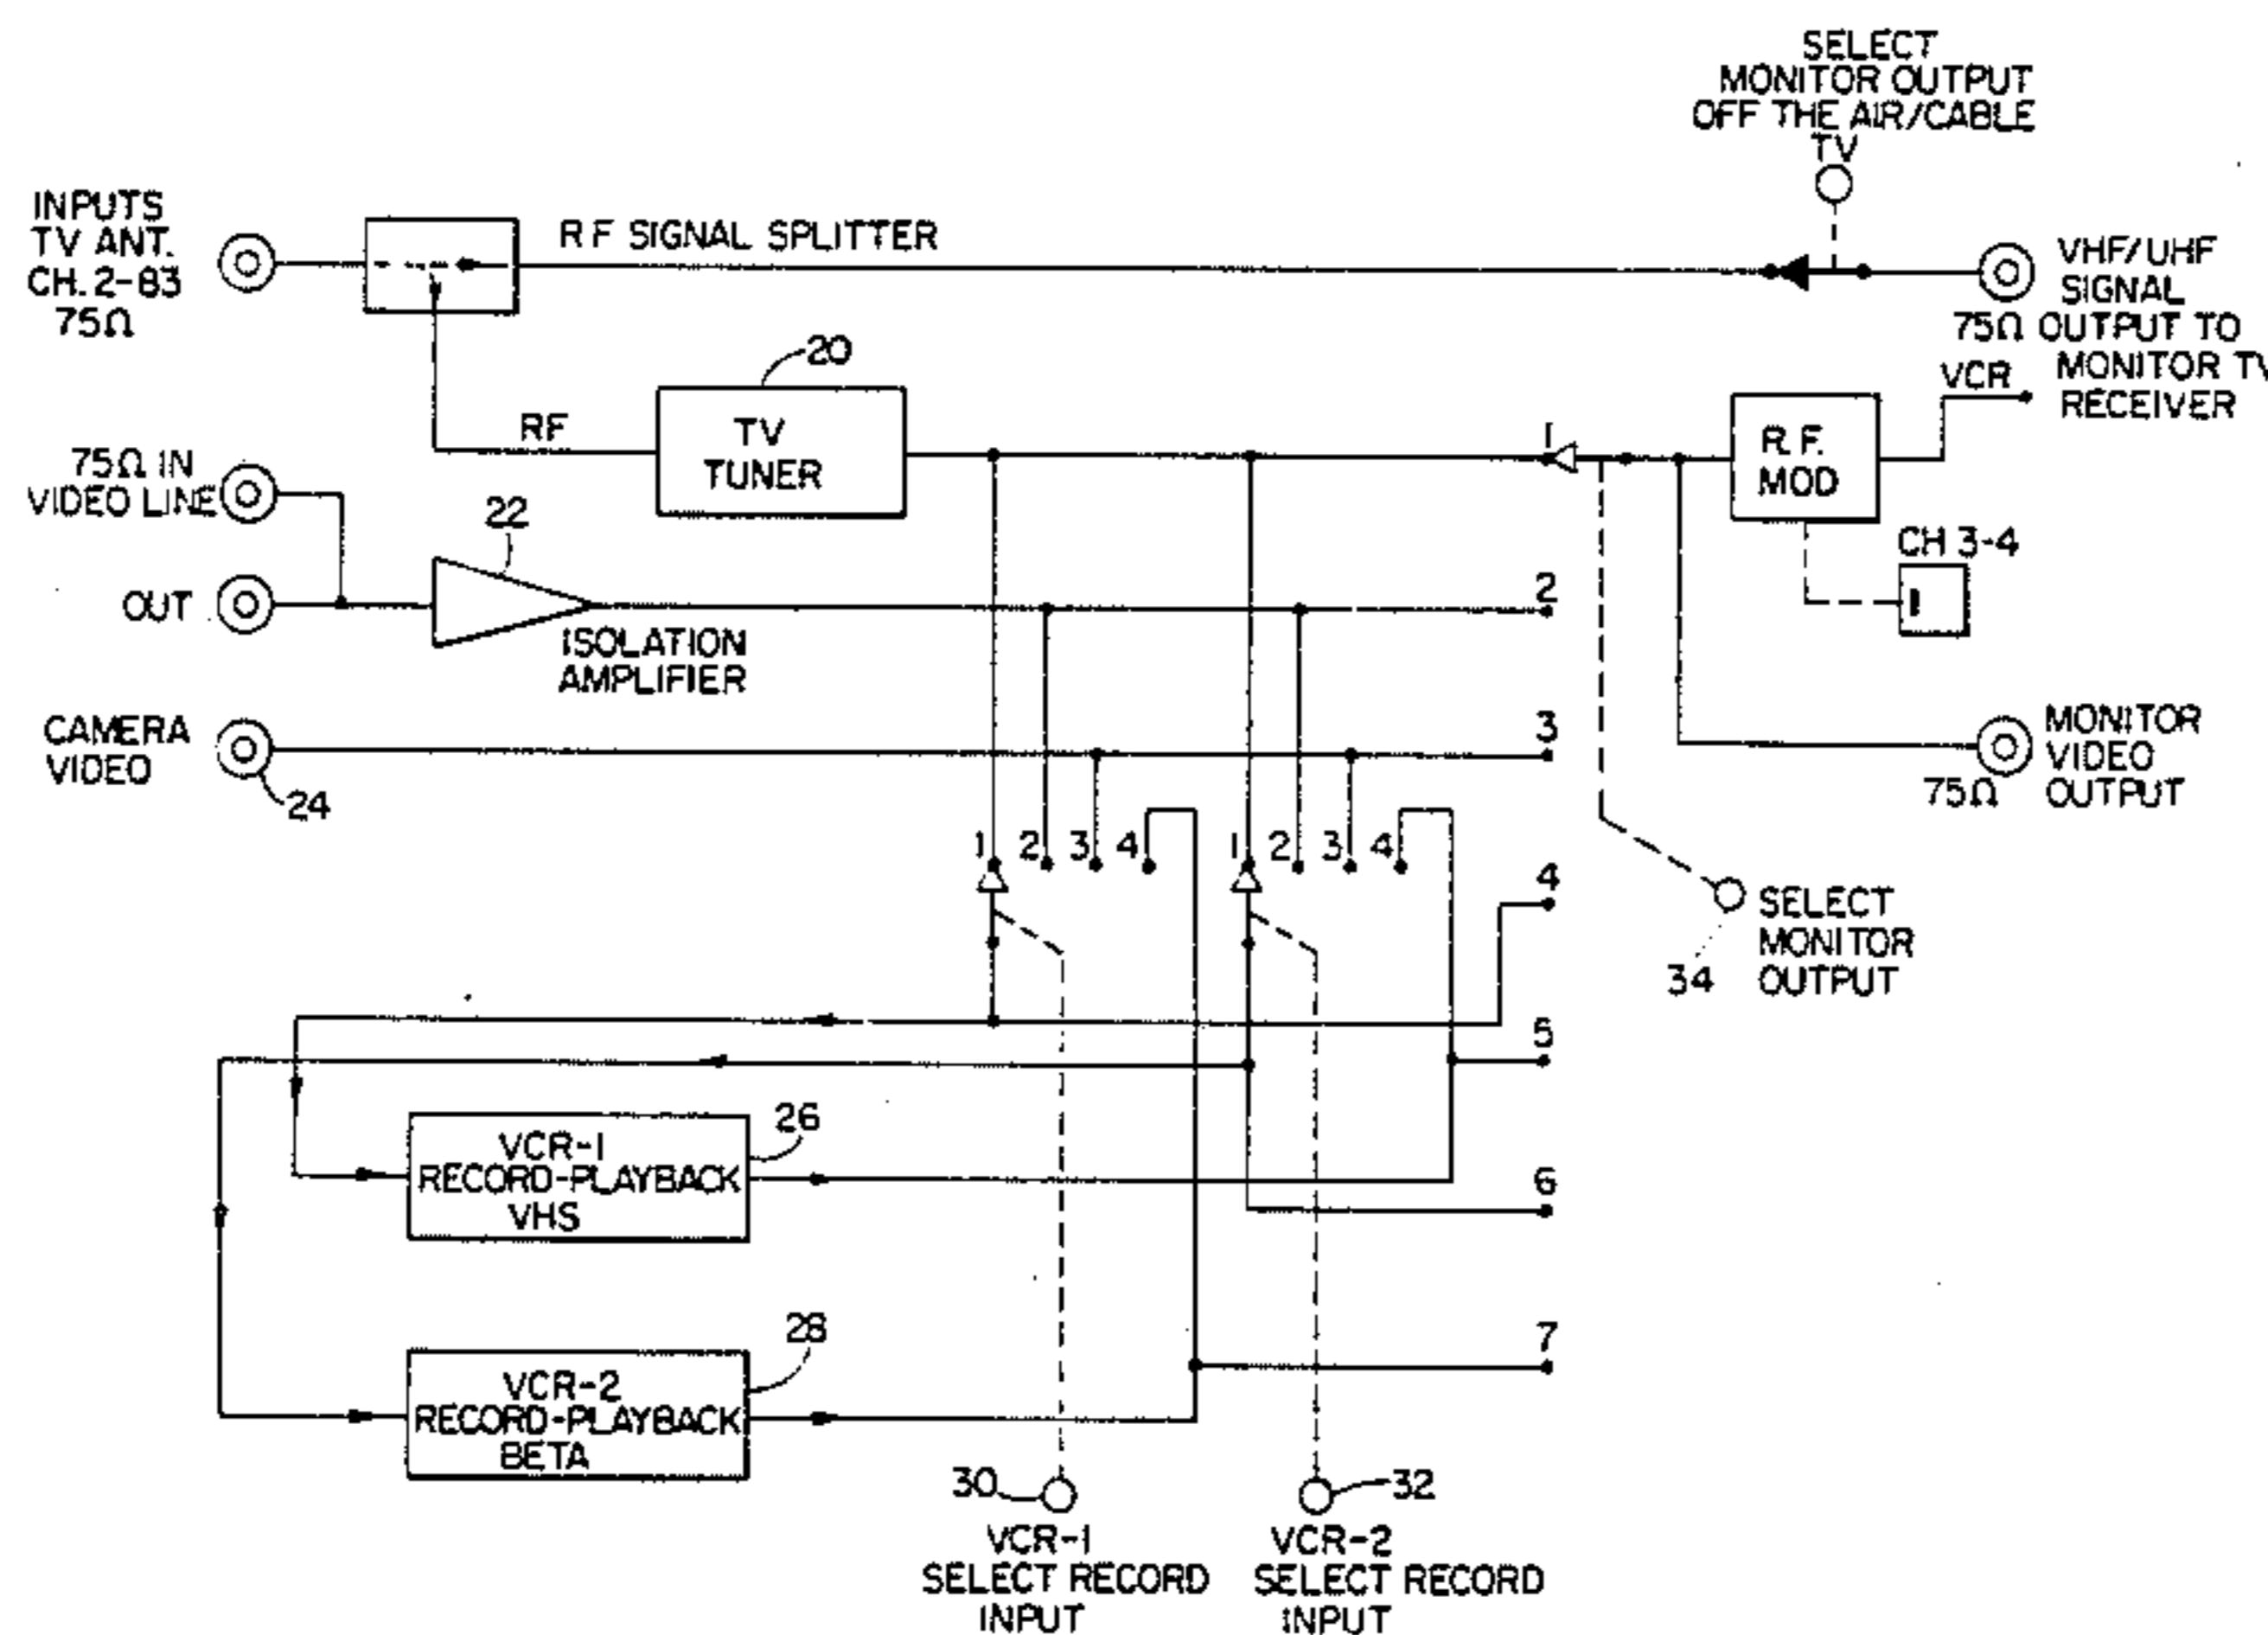 SELECT
MONITOR OUTPUT
OFF THE AIR/CABLE
TV
INPUTS
TV ANT.
CH. 2-83
75Ω
RF SIGNAL SPLITTER
VHF/UHF
SIGNAL
75Ω OUTPUT TO
MONITOR TV
RECEIVER
VCR
20
TV
TUNER
RF
1
R.F.
MOD
CH 3-4
75Ω IN
VIDEO LINE
22
OUT
ISOLATION
AMPLIFIER
2
CAMERA
VIDEO
24
3
MONITOR
VIDEO
OUTPUT
75Ω
1 2 3 4
1 2 3 4
4
SELECT
MONITOR
OUTPUT
34
5
26
VCR-1
RECORD-PLAYBACK
VHS
6
28
VCR-2
RECORD-PLAYBACK
BETA
7
30
VCR-1
SELECT RECORD
INPUT
32
VCR-2
SELECT RECORD
INPUT